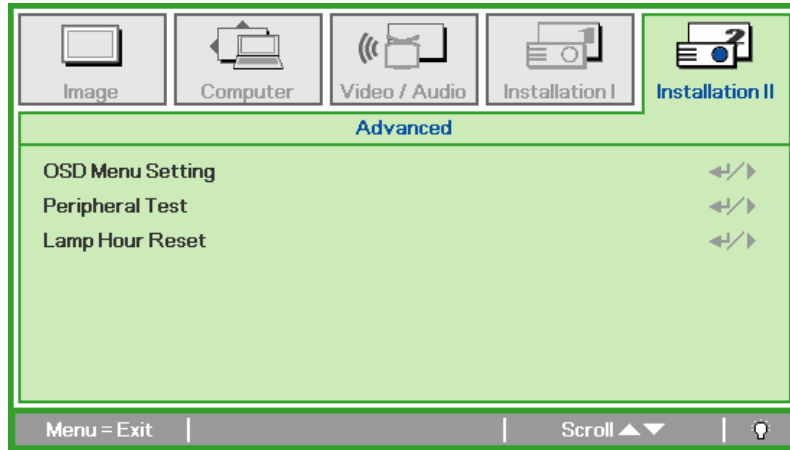 Image Computer Video / Audio Installation I Installation II
Advanced
OSD Menu Setting
Peripheral Test
Lamp Hour Reset
Menu = Exit Scroll